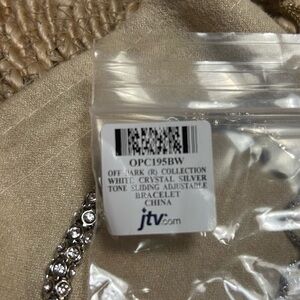 OPC195BW
OFF PARK (R) COLLECTION
WHITE CRYSTAL SILVER
TONE SLIDING ADJUSTABLE
BRACELET
CHINA
jtv.com